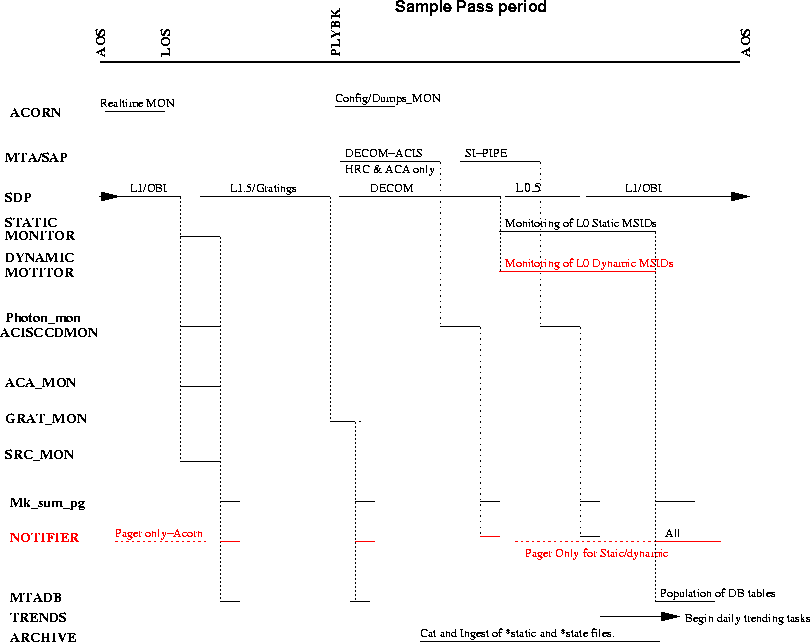 Sample Pass period
AOS
LOS
PLYBK
AOS
ACORN
Realtime MON
Config/Dumps_MON
MTA/SAP
DECOM-ACIS
SI-PIPE
HRC & ACA only
SDP
L1/OBI
L1.5/Gratings
DECOM
L0.5
L1/OBI
STATIC
MONITOR
Monitoring of L0 Static MSIDs
DYNAMIC
MOTITOR
Monitoring of L0 Dynamic MSIDs
Photon_mon
ACISCCDMON
ACA_MON
GRAT_MON
SRC_MON
Mk_sum_pg
NOTIFIER
Paget only-Acorn
All
Paget Only for Staic/dynamic
MTADB
Population of DB tables
TRENDS
Begin daily trending tasks
ARCHIVE
Cat and Ingest of *static and *state files.